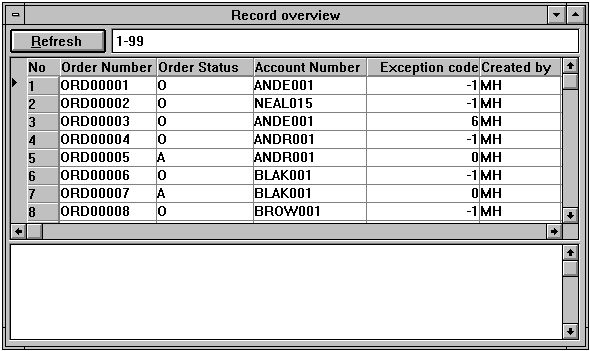 Record overview
Refresh 1-99
No Order Number Order Status Account Number Exception code Created by
1 ORD00001 O ANDE001 -1 MH
2 ORD00002 O NEAL015 -1 MH
3 ORD00003 O ANDE001 6 MH
4 ORD00004 O ANDR001 -1 MH
5 ORD00005 A ANDR001 0 MH
6 ORD00006 O BLAK001 -1 MH
7 ORD00007 A BLAK001 0 MH
8 ORD00008 O BROW001 -1 MH